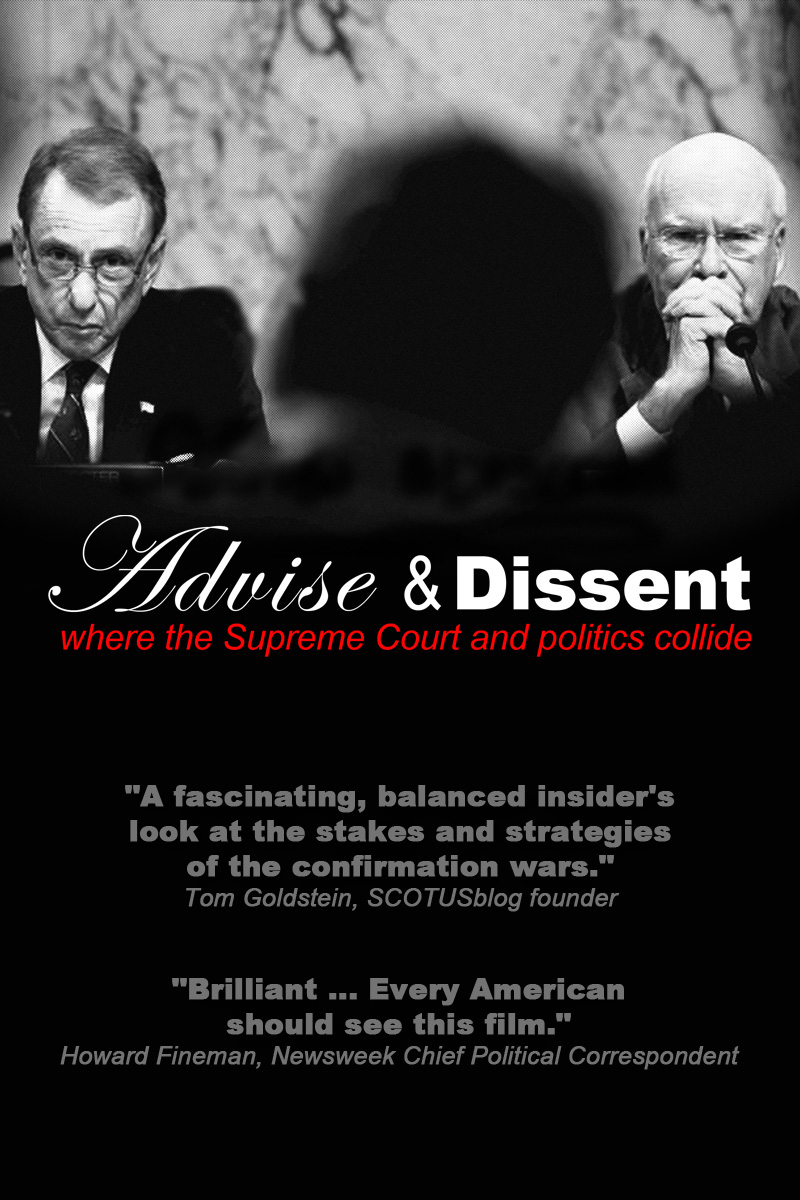 Advise & Dissent
where the Supreme Court and politics collide
"A fascinating, balanced insider's
look at the stakes and strategies
of the confirmation wars."
Tom Goldstein, SCOTUSblog founder
"Brilliant ... Every American
should see this film."
Howard Fineman, Newsweek Chief Political Correspondent